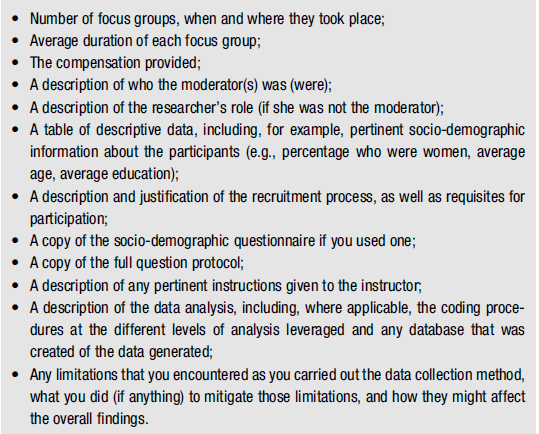 • Number of focus groups, when and where they took place;
• Average duration of each focus group;
• The compensation provided;
• A description of who the moderator(s) was (were);
• A description of the researcher's role (if she was not the moderator);
• A table of descriptive data, including, for example, pertinent socio-demographic
information about the participants (e.g., percentage who were women, average
age, average education);
• A description and justification of the recruitment process, as well as requisites for
participation;
• A copy of the socio-demographic questionnaire if you used one;
• A copy of the full question protocol;
• A description of any pertinent instructions given to the instructor;
• A description of the data analysis, including, where applicable, the coding proce-
dures at the different levels of analysis leveraged and any database that was
created of the data generated;
• Any limitations that you encountered as you carried out the data collection method,
what you did (if anything) to mitigate those limitations, and how they might affect
the overall findings.